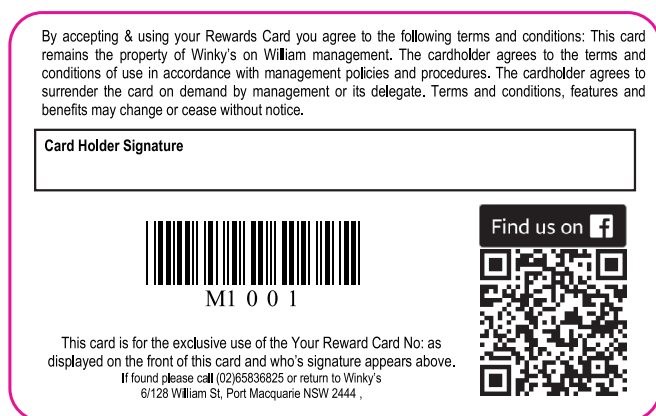 By accepting & using your Rewards Card you agree to the following terms and conditions: This card
remains the property of Winky's on William management. The cardholder agrees to the terms and
conditions of use in accordance with management policies and procedures. The cardholder agrees to
surrender the card on demand by management or its delegate. Terms and conditions, features and
benefits may change or cease without notice.
Card Holder Signature
Find us on f
M1 0 0 1
This card is for the exclusive use of the Your Reward Card No: as
displayed on the front of this card and who's signature appears above.
If found please call (02)65836825 or return to Winky's
6/128 William St, Port Macquarie NSW 2444 ,